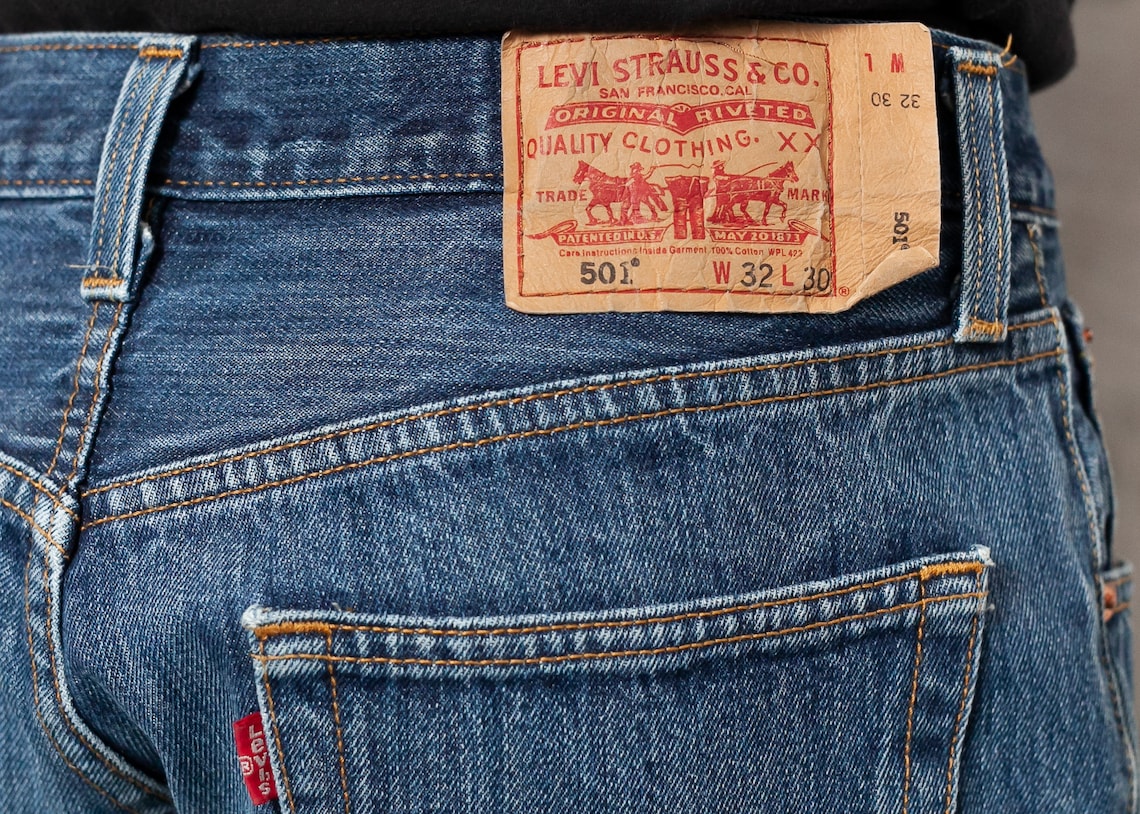 LEVI STRAUSS & CO.
SAN FRANCISCO, CAL
ORIGINAL RIVETED
QUALITY CLOTHING. XX
TRADE MARK
PATENTED IN U.S. MAY 20 1873
Care Instructions Inside Garment 100% Cotton WPL 423
501® W 32 L 30
®
W L
32 30
501®
Levi's
®